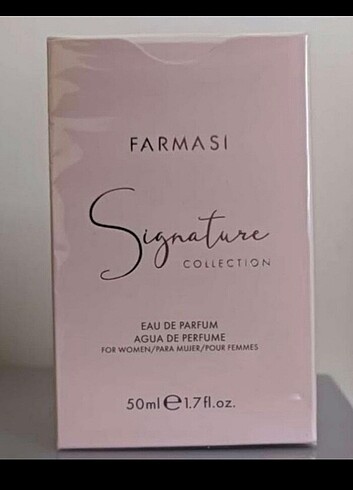 FARMASI
Signature
COLLECTION
EAU DE PARFUM
AGUA DE PERFUME
FOR WOMEN/PARA MUJER/POUR FEMMES
50ml℮1.7fl.oz.